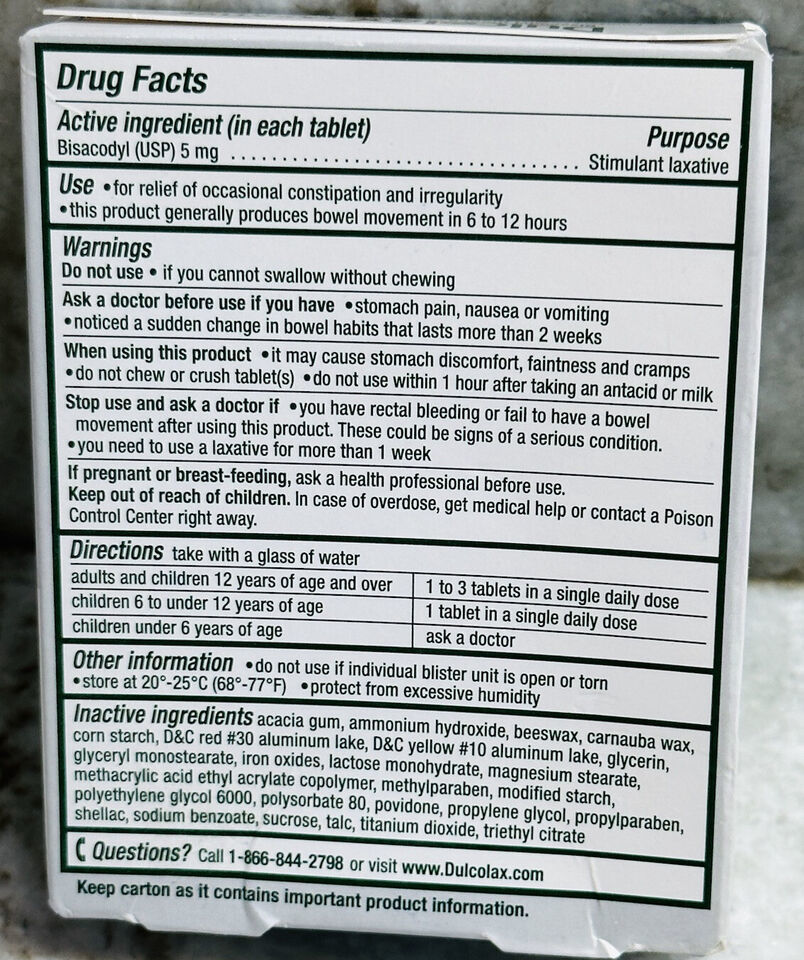 Drug Facts
Active ingredient (in each tablet) Purpose
Bisacodyl (USP) 5 mg ................................. Stimulant laxative
Use • for relief of occasional constipation and irregularity
• this product generally produces bowel movement in 6 to 12 hours
Warnings
Do not use • if you cannot swallow without chewing
Ask a doctor before use if you have • stomach pain, nausea or vomiting
• noticed a sudden change in bowel habits that lasts more than 2 weeks
When using this product • it may cause stomach discomfort, faintness and cramps
• do not chew or crush tablet(s) • do not use within 1 hour after taking an antacid or milk
Stop use and ask a doctor if • you have rectal bleeding or fail to have a bowel
movement after using this product. These could be signs of a serious condition.
• you need to use a laxative for more than 1 week
If pregnant or breast-feeding, ask a health professional before use.
Keep out of reach of children. In case of overdose, get medical help or contact a Poison
Control Center right away.
Directions take with a glass of water
adults and children 12 years of age and over 1 to 3 tablets in a single daily dose
children 6 to under 12 years of age 1 tablet in a single daily dose
children under 6 years of age ask a doctor
Other information • do not use if individual blister unit is open or torn
• store at 20°-25°C (68°-77°F) • protect from excessive humidity
Inactive ingredients acacia gum, ammonium hydroxide, beeswax, carnauba wax,
corn starch, D&C red #30 aluminum lake, D&C yellow #10 aluminum lake, glycerin,
glyceryl monostearate, iron oxides, lactose monohydrate, magnesium stearate,
methacrylic acid ethyl acrylate copolymer, methylparaben, modified starch,
polyethylene glycol 6000, polysorbate 80, povidone, propylene glycol, propylparaben,
shellac, sodium benzoate, sucrose, talc, titanium dioxide, triethyl citrate
Questions? Call 1-866-844-2798 or visit www.Dulcolax.com
Keep carton as it contains important product information.